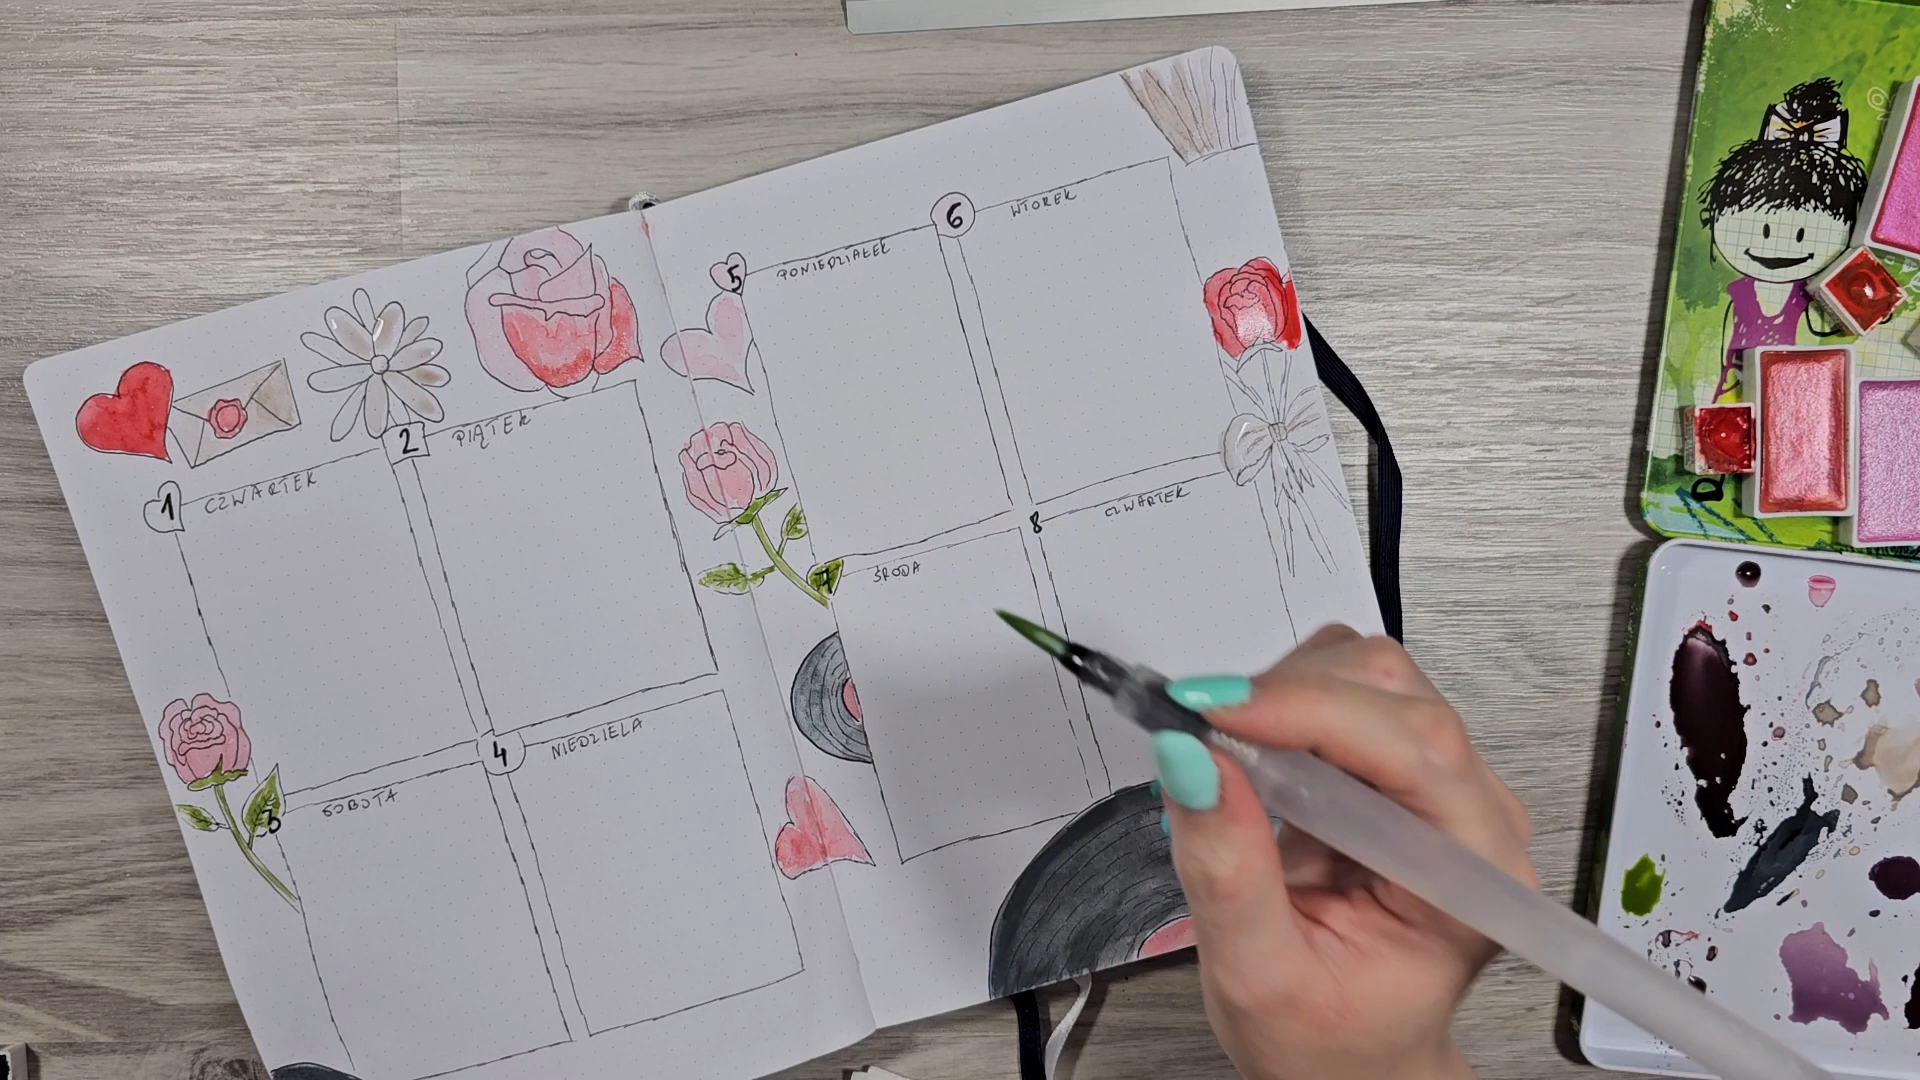 1 CZWARTEK
2 PIĄTEK
3 SOBOTA
4 NIEDZIELA
5 PONIEDZIAŁEK
6 WTOREK
7 ŚRODA
8 CZWARTEK